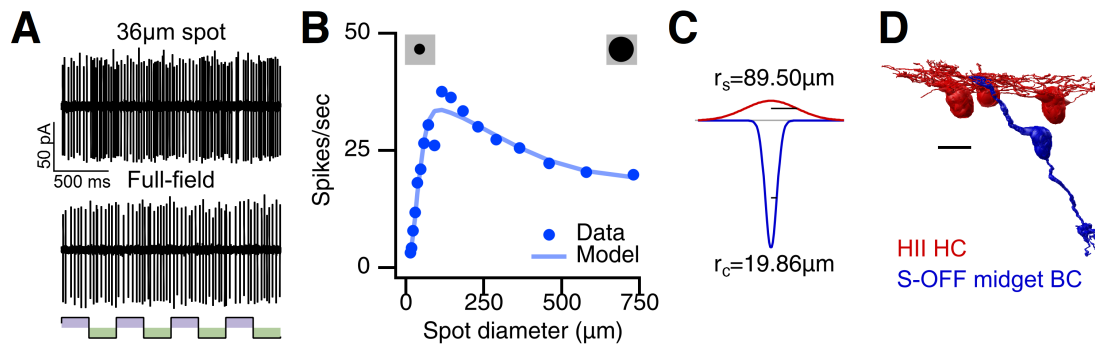 A
36μm spot
50 pA
500 ms
Full-field
B
50
25
0
Spikes/sec
Data
Model
0
250
500
750
Spot diameter (μm)
C
rs=89.50μm
rc=19.86μm
D
HII HC
S-OFF midget BC